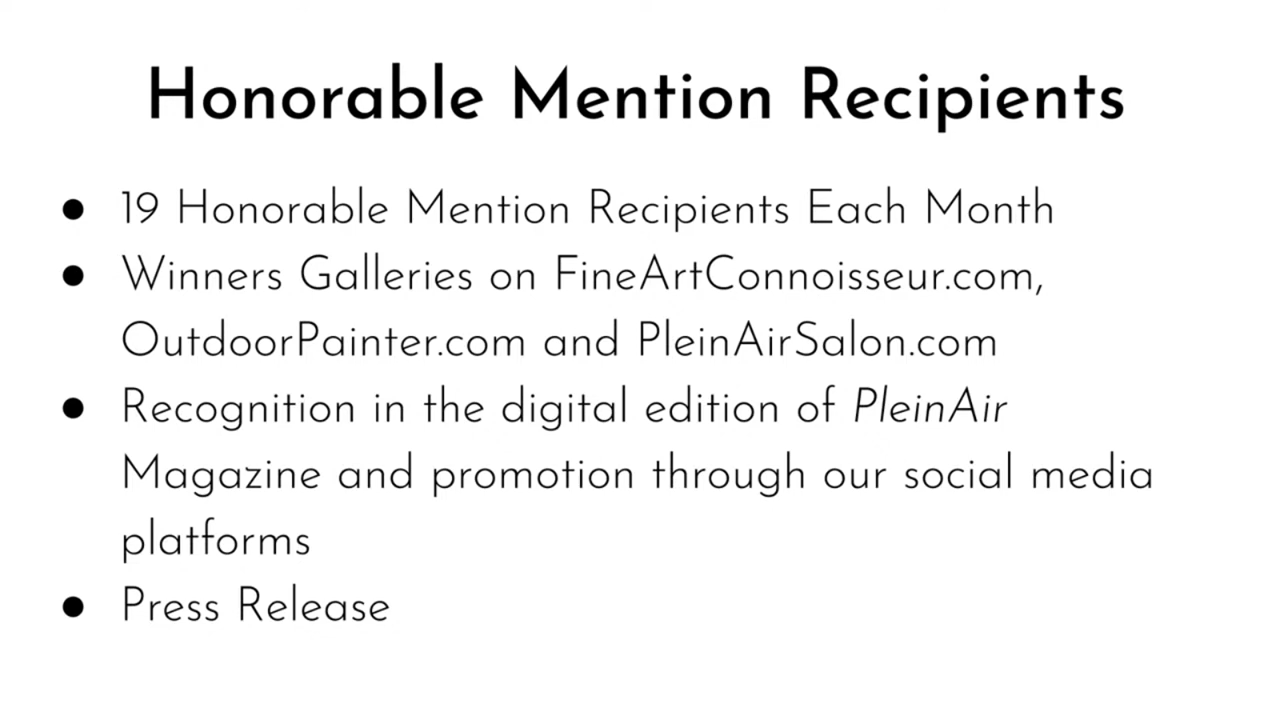 Honorable Mention Recipients
● 19 Honorable Mention Recipients Each Month
● Winners Galleries on FineArtConnoisseur.com,
OutdoorPainter.com and PleinAirSalon.com
● Recognition in the digital edition of PleinAir
Magazine and promotion through our social media
platforms
● Press Release